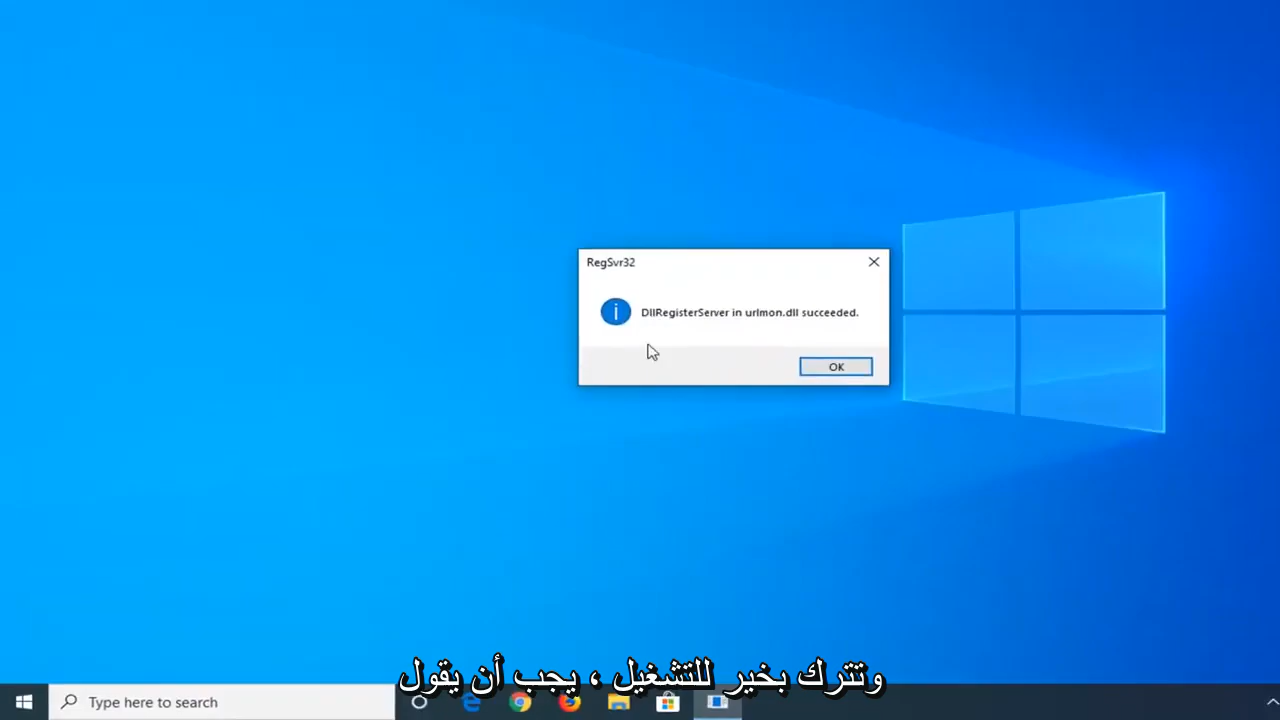 RegSvr32
DllRegisterServer in urlmon.dll succeeded.
OK
وتترك بخير للتشغيل ، يجب أن يقول
Type here to search